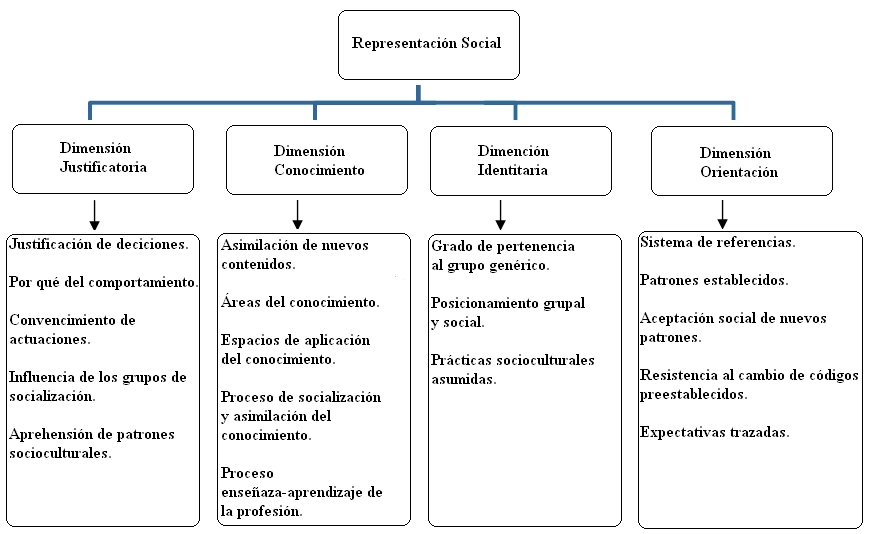 Representación Social
Dimensión
Justificatoria
Dimensión
Conocimiento
Dimención
Identitaria
Dimensión
Orientación
Justificación de deciciones.
Por qué del comportamiento.
Convencimiento de
actuaciones.
Influencia de los grupos de
socialización.
Aprehensión de patrones
socioculturales.
Asimilación de nuevos
contenidos.
Áreas del conocimiento.
Espacios de aplicación
del conocimiento.
Proceso de socialización
y asimilación del
conocimiento.
Proceso
enseñaza-aprendizaje de
la profesión.
Grado de pertenencia
al grupo genérico.
Posicionamiento grupal
y social.
Prácticas socioculturales
asumidas.
Sistema de referencias.
Patrones establecidos.
Aceptación social de nuevos
patrones.
Resistencia al cambio de códigos
preestablecidos.
Expectativas trazadas.